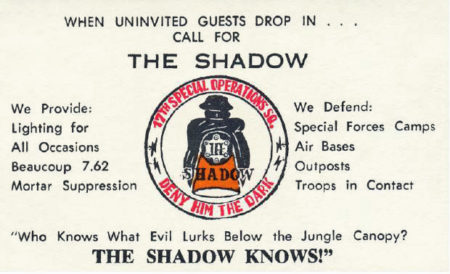 WHEN UNINVITED GUESTS DROP IN . . .
CALL FOR
THE SHADOW
17TH SPECIAL OPERATIONS SQ.
THE
SHADOW
DENY HIM THE DARK
We Provide:
Lighting for
All Occasions
Beaucoup 7.62
Mortar Suppression
We Defend:
Special Forces Camps
Air Bases
Outposts
Troops in Contact
"Who Knows What Evil Lurks Below the Jungle Canopy?
THE SHADOW KNOWS!"